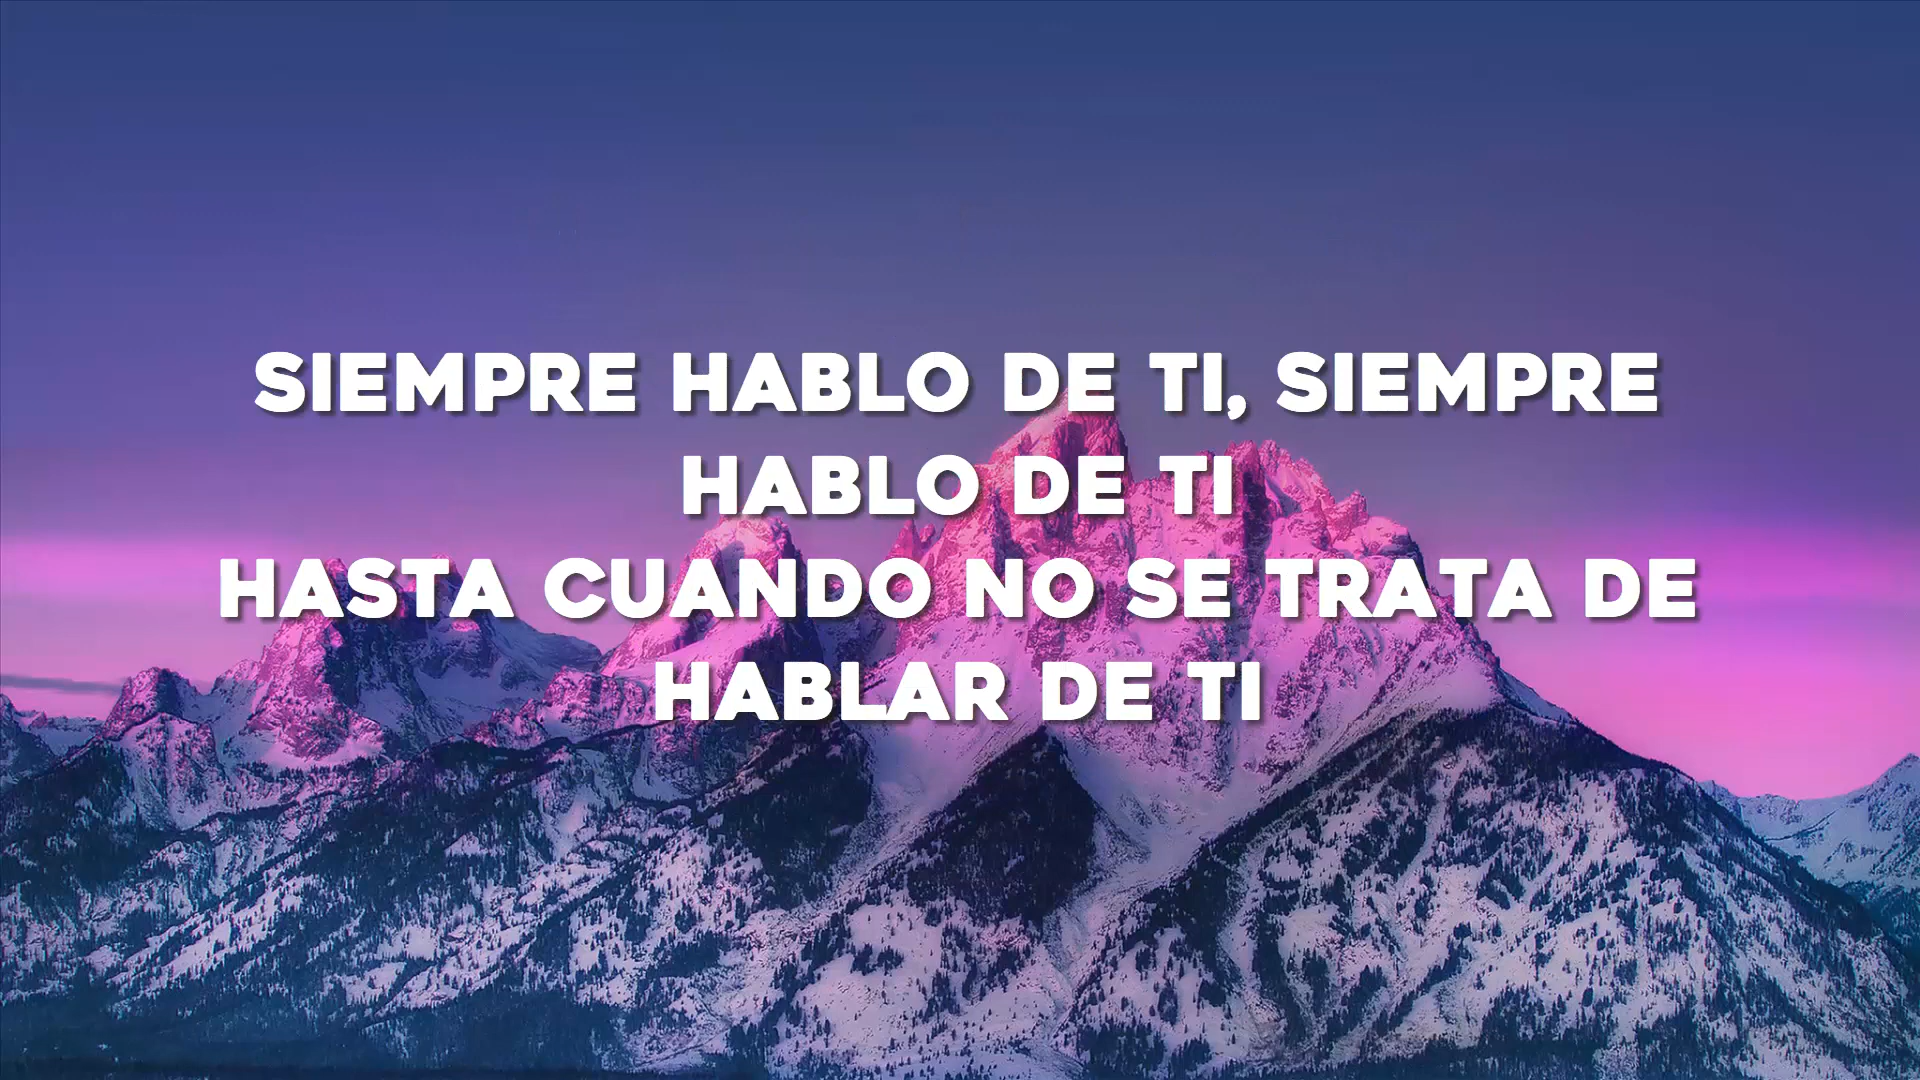 SIEMPRE HABLO DE TI, SIEMPRE
HABLO DE TI
HASTA CUANDO NO SE TRATA DE
HABLAR DE TI